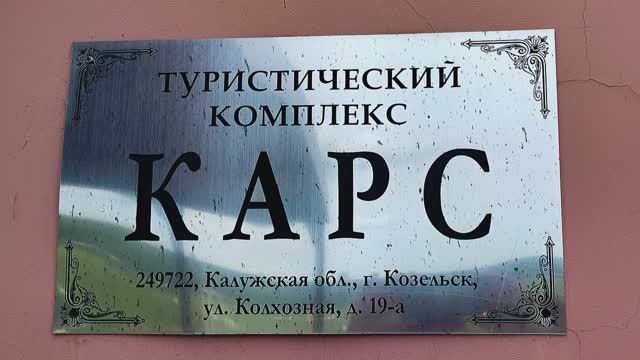 ТУРИСТИЧЕСКИЙ
КОМПЛЕКС
КАРС
249722, Калужская обл., г. Козельск,
ул. Колхозная, д. 19-а